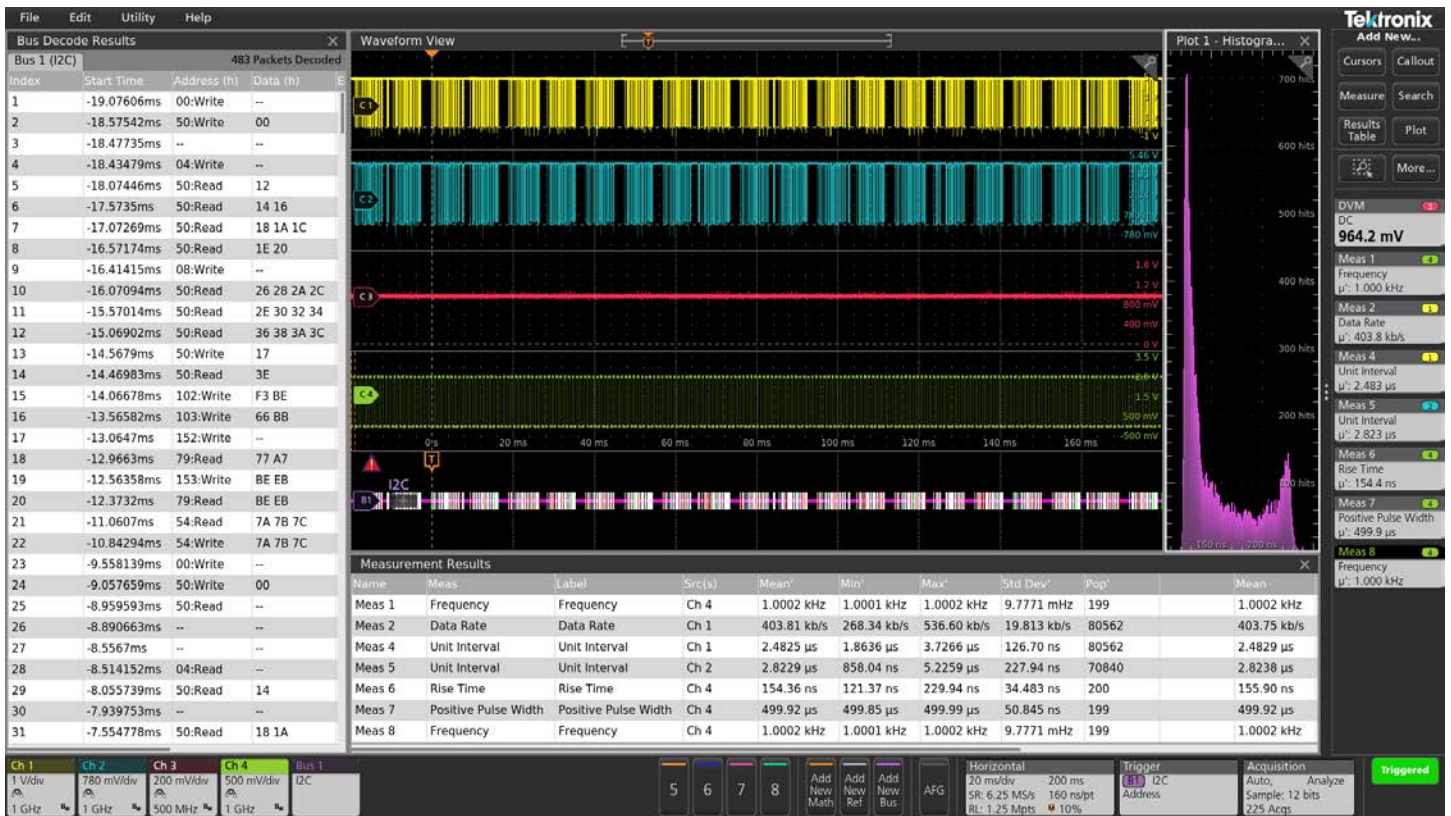 File Edit Utility Help
Tektronix
Bus Decode Results
Bus 1 (I2C) 483 Packets Decoded
Index Start Time Address (h) Data (h) E
1 -19.07606ms 00:Write --
2 -18.57542ms 50:Write 00
3 -18.47735ms -- --
4 -18.43479ms 04:Write --
5 -18.07446ms 50:Read 12
6 -17.5735ms 50:Read 14 16
7 -17.07269ms 50:Read 18 1A 1C
8 -16.57174ms 50:Read 1E 20
9 -16.41415ms 08:Write --
10 -16.07094ms 50:Read 26 28 2A 2C
11 -15.57014ms 50:Read 2E 30 32 34
12 -15.06902ms 50:Read 36 38 3A 3C
13 -14.5679ms 50:Write 17
14 -14.46983ms 50:Read 3E
15 -14.06678ms 102:Write F3 BE
16 -13.56582ms 103:Write 66 BB
17 -13.0647ms 152:Write --
18 -12.9663ms 79:Read 77 A7
19 -12.56358ms 153:Write BE EB
20 -12.3732ms 79:Read BE EB
21 -11.0607ms 54:Read 7A 7B 7C
22 -10.84294ms 54:Write 7A 7B 7C
23 -9.558139ms 00:Write --
24 -9.057659ms 50:Write 00
25 -8.959593ms 50:Read --
26 -8.890663ms -- --
27 -8.5567ms -- --
28 -8.514152ms 04:Read --
29 -8.055739ms 50:Read 14
30 -7.939753ms -- --
31 -7.554778ms 50:Read 18 1A
Waveform View
T
C1
-1 V
5.46 V
C2
-780 mV
1.6 V
1.2 V
C3
800 mV
400 mV
0 V
3.5 V
C4
1.5 V
500 mV
-500 mV
0 s 20 ms 40 ms 60 ms 80 ms 100 ms 120 ms 140 ms 160 ms
T
I2C
B1
Plot 1 - Histogra...
700 hits
600 hits
500 hits
400 hits
300 hits
200 hits
100 hits
150 ns 200 ns
Measurement Results
Name Meas Label Src(s) Mean' Min' Max' Std Dev' Pop' Mean
Meas 1 Frequency Frequency Ch 4 1.0002 kHz 1.0001 kHz 1.0002 kHz 9.7771 mHz 199 1.0002 kHz
Meas 2 Data Rate Data Rate Ch 1 403.81 kb/s 268.34 kb/s 536.60 kb/s 19.813 kb/s 80562 403.75 kb/s
Meas 4 Unit Interval Unit Interval Ch 1 2.4825 µs 1.8636 µs 3.7266 µs 126.70 ns 80562 2.4829 µs
Meas 5 Unit Interval Unit Interval Ch 2 2.8229 µs 858.04 ns 5.2259 µs 227.94 ns 70840 2.8238 µs
Meas 6 Rise Time Rise Time Ch 4 154.36 ns 121.37 ns 229.94 ns 34.483 ns 200 155.90 ns
Meas 7 Positive Pulse Width Positive Pulse Width Ch 4 499.92 µs 499.85 µs 499.99 µs 50.845 ns 199 499.92 µs
Meas 8 Frequency Frequency Ch 4 1.0002 kHz 1.0001 kHz 1.0002 kHz 9.7771 mHz 199 1.0002 kHz
Add New...
Cursors Callout
Measure Search
Results Table Plot
More...
DVM 3
DC
964.2 mV
Meas 1 4
Frequency
µ': 1.000 kHz
Meas 2 1
Data Rate
µ': 403.8 kb/s
Meas 4 1
Unit Interval
µ': 2.483 µs
Meas 5 2
Unit Interval
µ': 2.823 µs
Meas 6 4
Rise Time
µ': 154.4 ns
Meas 7 4
Positive Pulse Width
µ': 499.9 µs
Meas 8 4
Frequency
µ': 1.000 kHz
Ch 1 Ch 2 Ch 3 Ch 4 Bus 1
1 V/div 780 mV/div 200 mV/div 500 mV/div I2C
1 GHz 1 GHz 500 MHz 1 GHz
5 6 7 8
Add New Math
Add New Ref
Add New Bus
AFG
Horizontal
20 ms/div 200 ms
SR: 6.25 MS/s 160 ns/pt
RL: 1.25 Mpts 10%
Trigger
B1 I2C
Address
Acquisition
Auto, Analyze
Sample: 12 bits
225 Acqs
Triggered